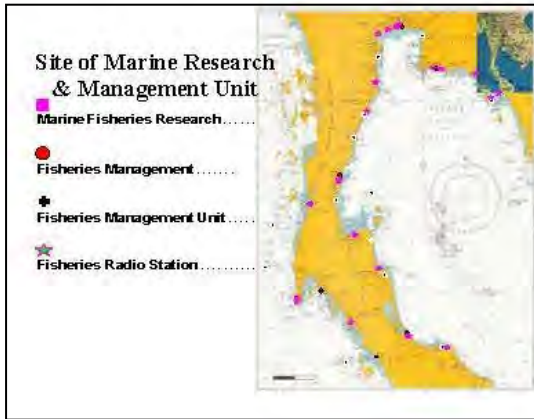 Site of Marine Research
& Management Unit
Marine Fisheries Research......
Fisheries Management.......
Fisheries Management Unit.....
Fisheries Radio Station..........